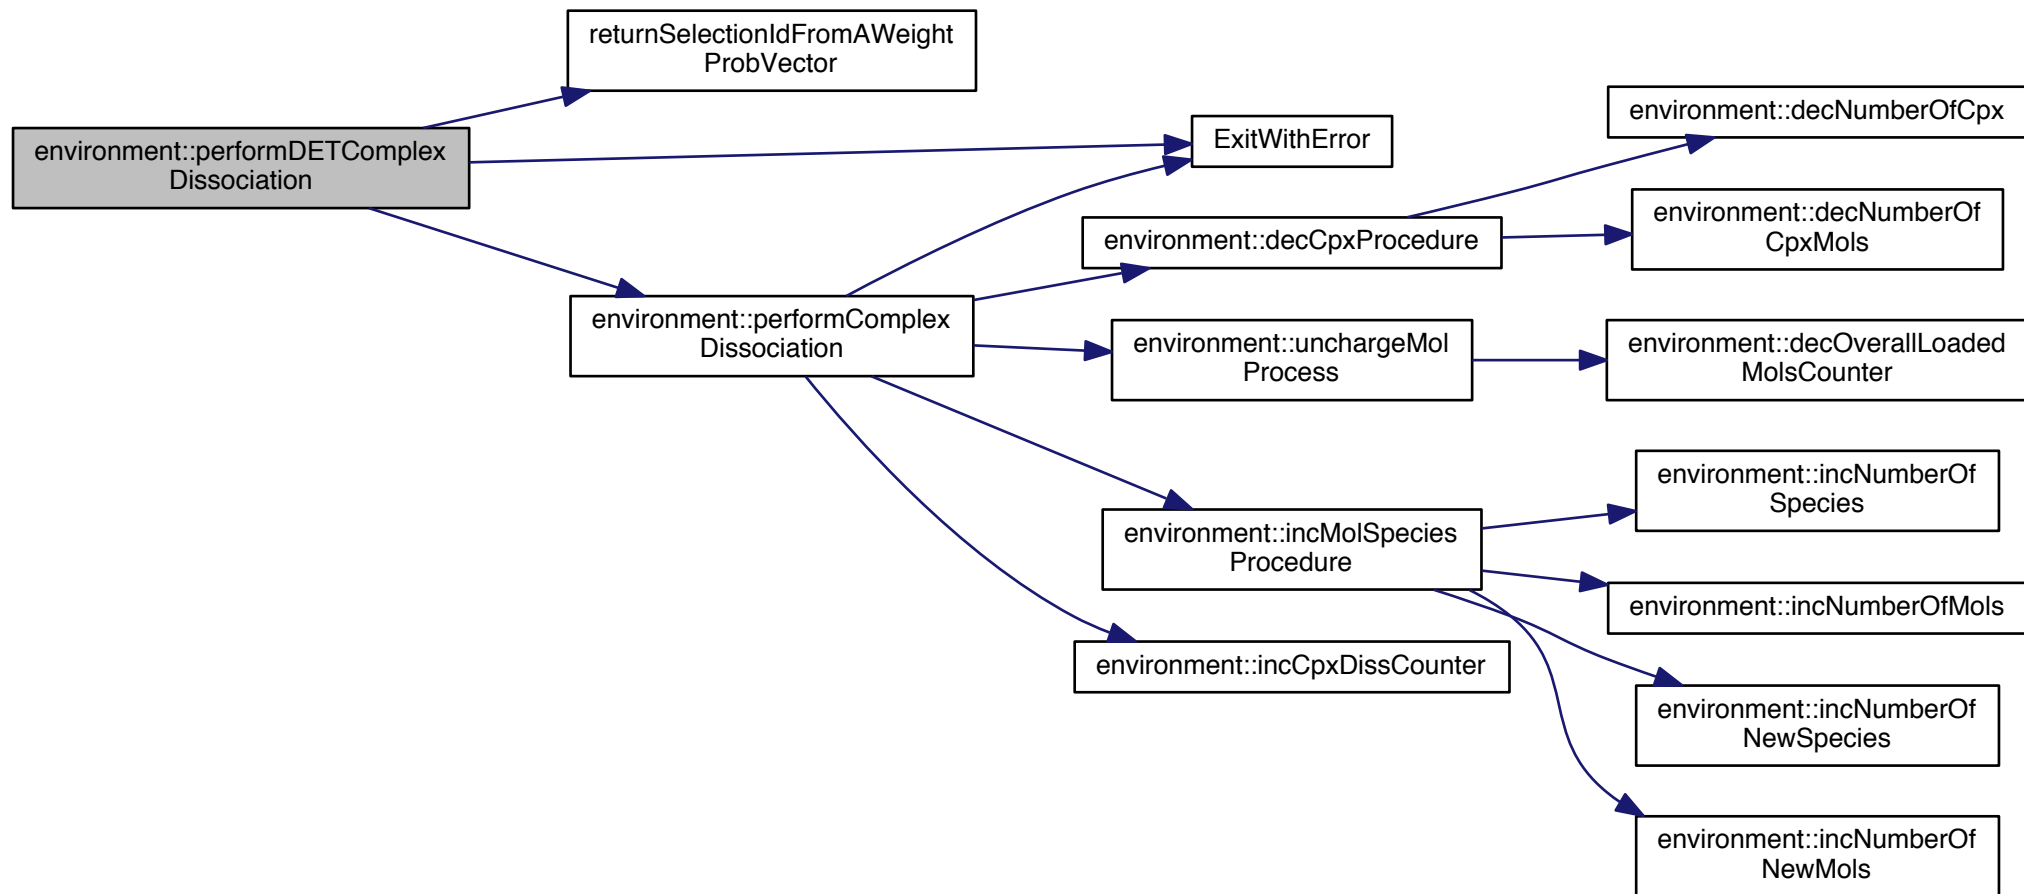 returnSelectionIdFromAWeight
ProbVector
environment::performDETComplex
Dissociation
ExitWithError
environment::performComplex
Dissociation
environment::decCpxProcedure
environment::decNumberOfCpx
environment::decNumberOf
CpxMols
environment::unchargeMol
Process
environment::decOverallLoaded
MolsCounter
environment::incMolSpecies
Procedure
environment::incNumberOf
Species
environment::incNumberOfMols
environment::incCpxDissCounter
environment::incNumberOf
NewSpecies
environment::incNumberOf
NewMols